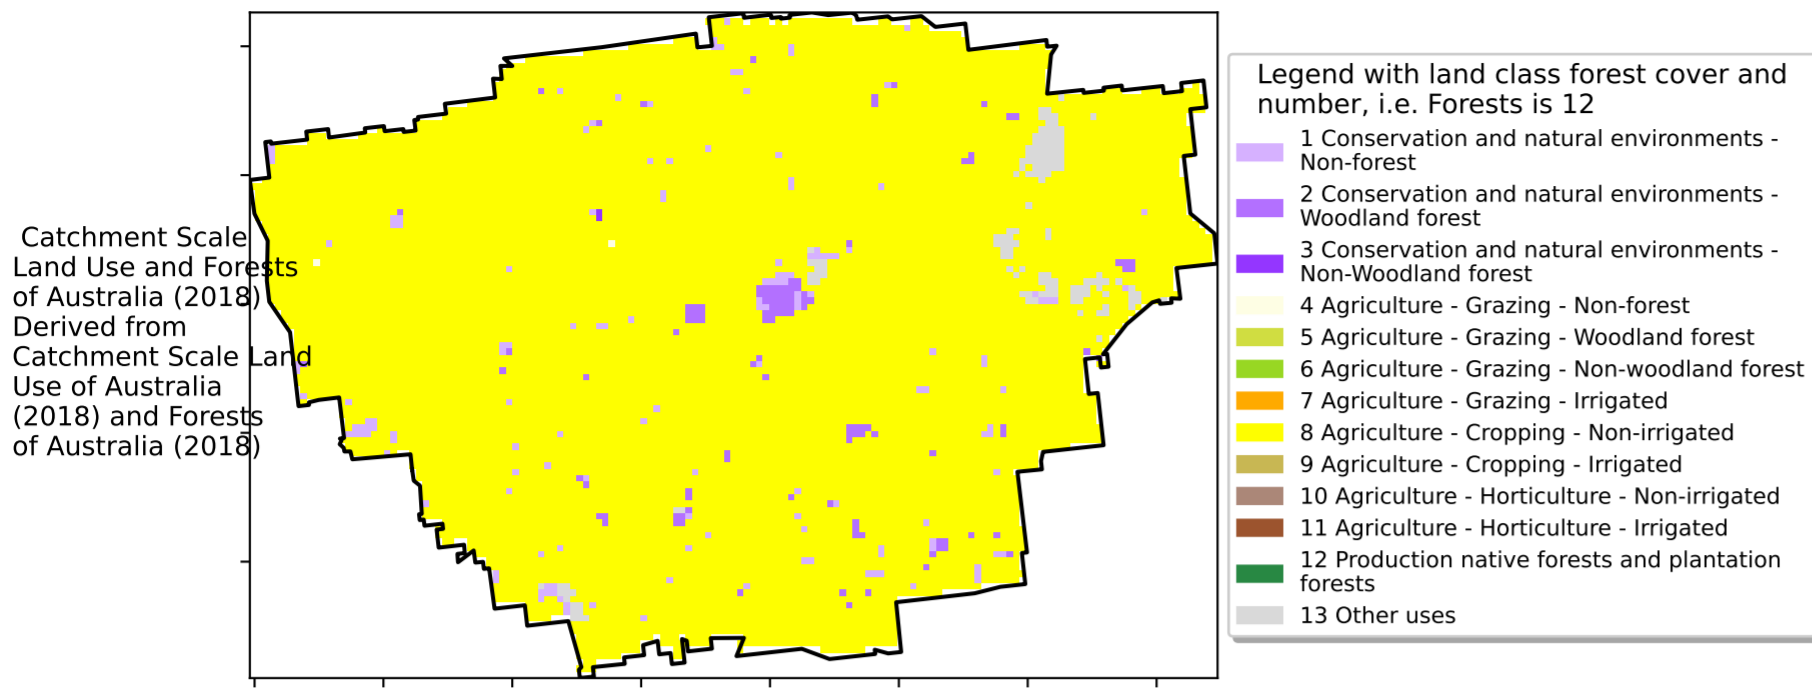 Catchment Scale
Land Use and Forests
of Australia (2018)
Derived from
Catchment Scale Land
Use of Australia
(2018) and Forests
of Australia (2018)
Legend with land class forest cover and
number, i.e. Forests is 12
1 Conservation and natural environments -
Non-forest
2 Conservation and natural environments -
Woodland forest
3 Conservation and natural environments -
Non-Woodland forest
4 Agriculture - Grazing - Non-forest
5 Agriculture - Grazing - Woodland forest
6 Agriculture - Grazing - Non-woodland forest
7 Agriculture - Grazing - Irrigated
8 Agriculture - Cropping - Non-irrigated
9 Agriculture - Cropping - Irrigated
10 Agriculture - Horticulture - Non-irrigated
11 Agriculture - Horticulture - Irrigated
12 Production native forests and plantation
forests
13 Other uses